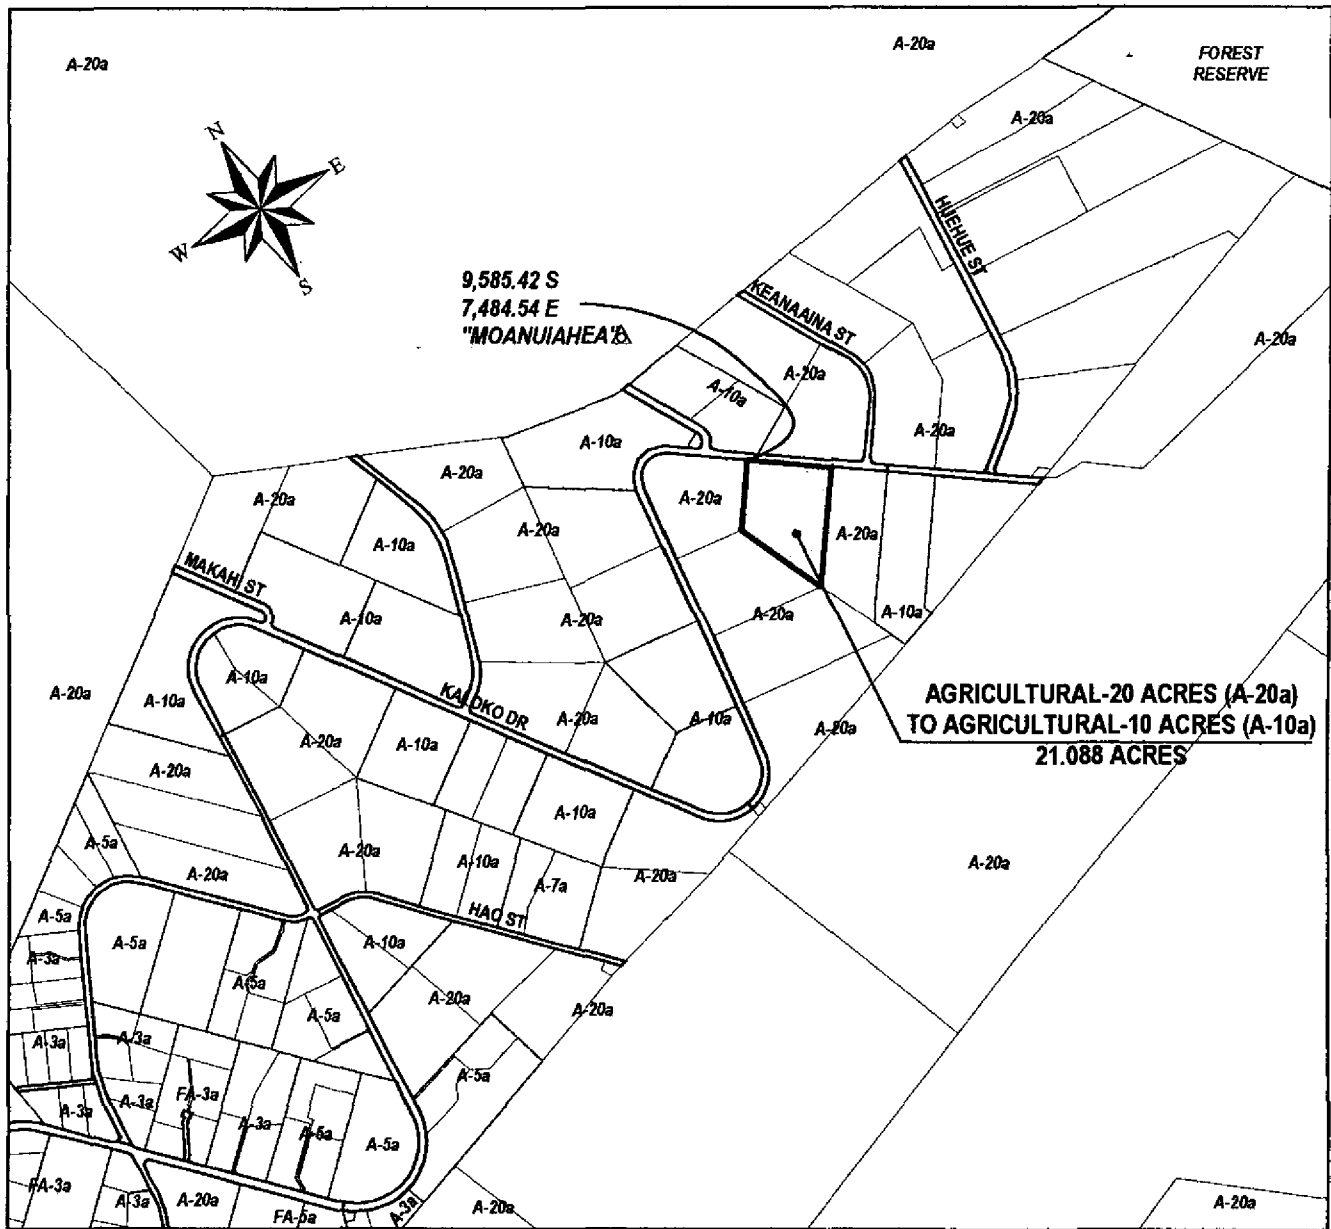 A-20a
A-20a
FOREST
RESERVE
A-20a
N
E
W
S
HUEHUE ST
9,585.42 S
7,484.54 E
"MOANUIAHEA"
KEANAAINA ST
A-20a
A-20a
A-10a
A-20a
A-10a
A-20a
A-20a
A-20a
A-20a
A-20a
A-10a
A-20a
MAKAHI ST
A-10a
A-20a
A-20a
A-10a
A-10a
A-20a
A-10a
A-10a
KALOKO DR
A-20a
A-10a
A-20a
AGRICULTURAL-20 ACRES (A-20a)
TO AGRICULTURAL-10 ACRES (A-10a)
21.088 ACRES
A-20a
A-10a
A-20a
A-10a
A-5a
A-20a
A-10a
A-20a
A-20a
A-7a
A-20a
A-5a
HAO ST
A-5a
A-10a
A-3a
A-5a
A-20a
A-20a
A-5a
A-3a
A-3a
A-5a
FA-3a
A-3a
A-3a
A-3a
A-5a
A-5a
FA-3a
A-3a
A-20a
FA-5a
A-3a
A-20a
A-20a